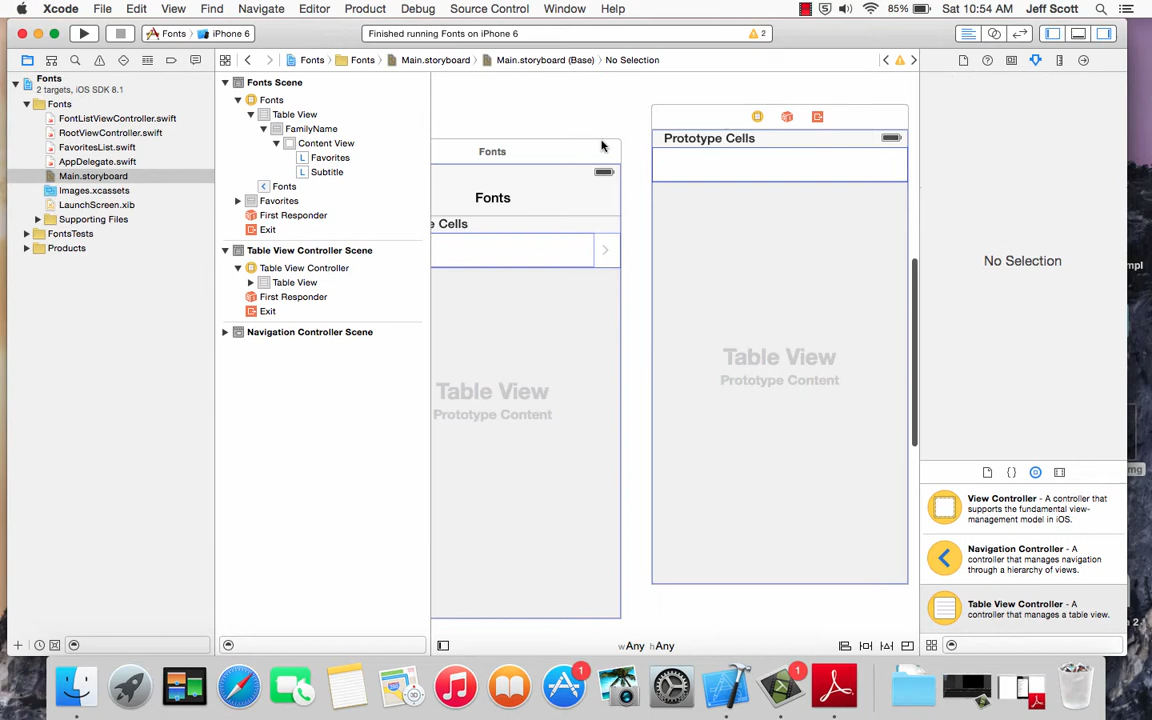 Xcode File Edit View Find Navigate Editor Product Debug Source Control Window Help 85% Sat 10:54 AM Jeff Scott
Fonts iPhone 6
Finished running Fonts on iPhone 6
2
Fonts Fonts Main.storyboard Main.storyboard (Base) No Selection
Fonts
2 targets, iOS SDK 8.1
Fonts
FontListViewController.swift
RootViewController.swift
FavoritesList.swift
AppDelegate.swift
Main.storyboard
Images.xcassets
LaunchScreen.xib
Supporting Files
FontsTests
Products
Fonts Scene
Fonts
Table View
FamilyName
Content View
L Favorites
L Subtitle
Fonts
Favorites
First Responder
Exit
Table View Controller Scene
Table View Controller
Table View
First Responder
Exit
Navigation Controller Scene
Fonts
Fonts
e Cells
Table View
Prototype Content
Prototype Cells
Table View
Prototype Content
wAny hAny
No Selection
View Controller - A controller that
supports the fundamental view-
management model in iOS.
Navigation Controller - A
controller that manages navigation
through a hierarchy of views.
Table View Controller - A
controller that manages a table view.
mpl
1
1